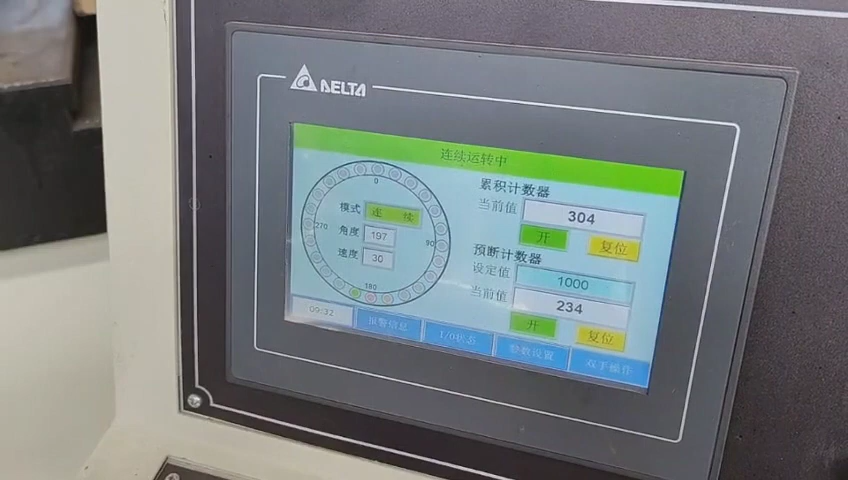 DELTA
连续运转中
0
90
180
270
模式 连 续
角度 197
速度 30
累积计数器
当前值 304
开 复位
预断计数器
设定值 1000
当前值 234
开 复位
09:32 报警信息 I/O状态 参数设置 双手操作